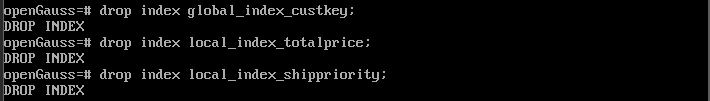 openGauss=# drop index global_index_custkey;
DROP INDEX
openGauss=# drop index local_index_totalprice;
DROP INDEX
openGauss=# drop index local_index_shippriority;
DROP INDEX